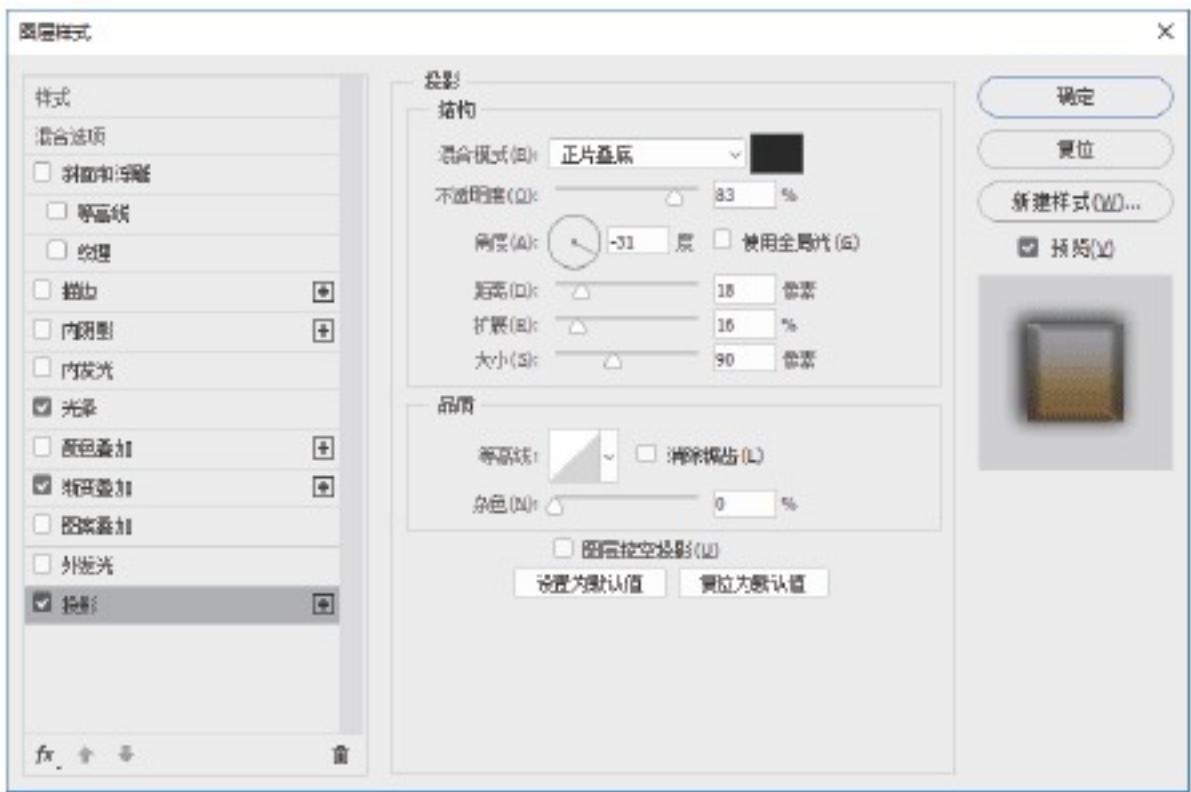 图层样式
样式
混合选项
斜面和浮雕
等高线
纹理
描边
内阴影
内发光
光泽
颜色叠加
渐变叠加
图案叠加
外发光
投影
fx
投影
结构
混合模式(B): 正片叠底
不透明度(O): 83 %
角度(A): -31 度 使用全局光(G)
距离(D): 18 像素
扩展(R): 16 %
大小(S): 90 像素
品质
等高线: 消除锯齿(L)
杂色(N): 0 %
图层挖空投影(U)
设置为默认值 复位为默认值
确定
复位
新建样式(W)...
预览(V)